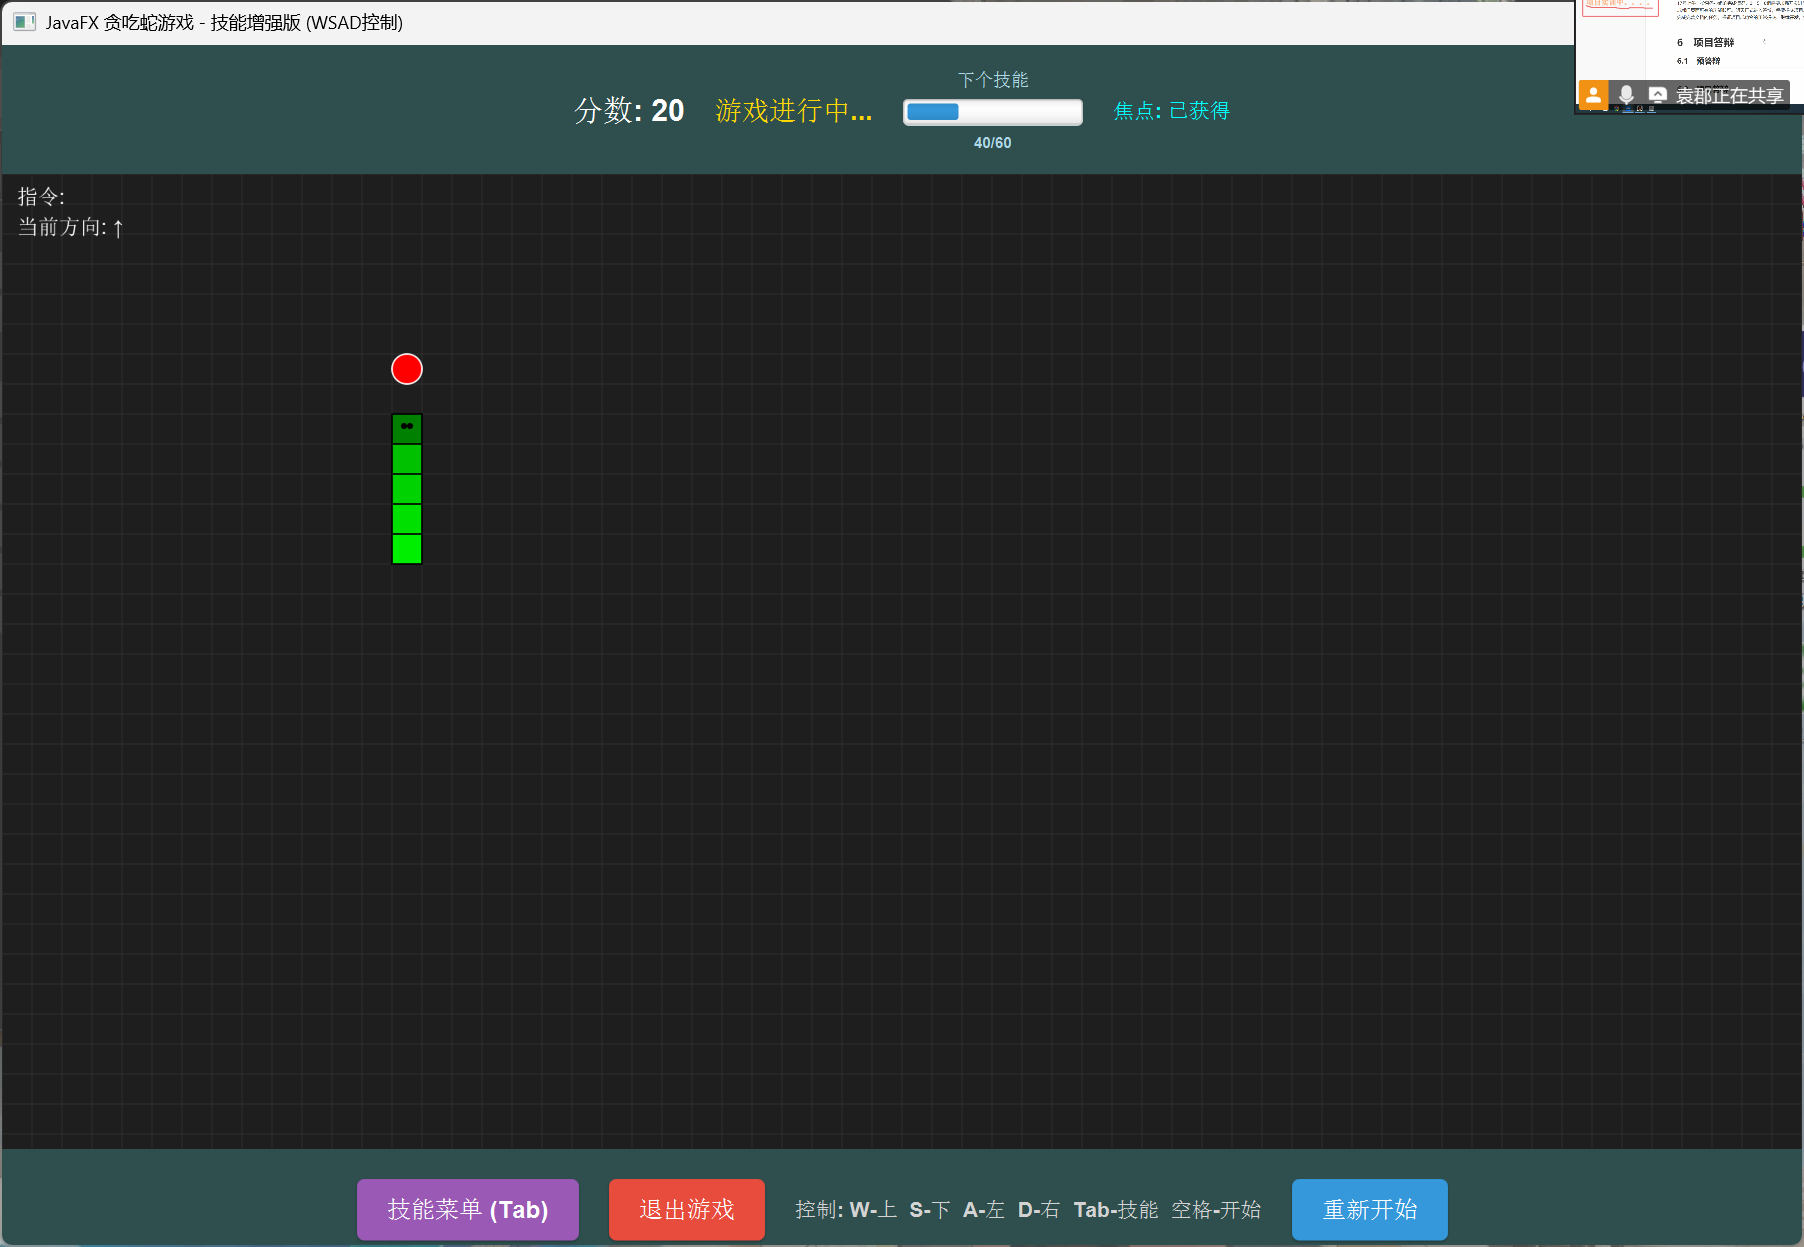 JavaFX 贪吃蛇游戏 - 技能增强版 (WSAD控制)
6 项目答辩
6.1 预答辩
袁郡正在共享
下个技能
分数: 20 游戏进行中... 焦点: 已获得
40/60
指令:
当前方向: ↑
技能菜单 (Tab) 退出游戏 控制: W-上 S-下 A-左 D-右 Tab-技能 空格-开始 重新开始